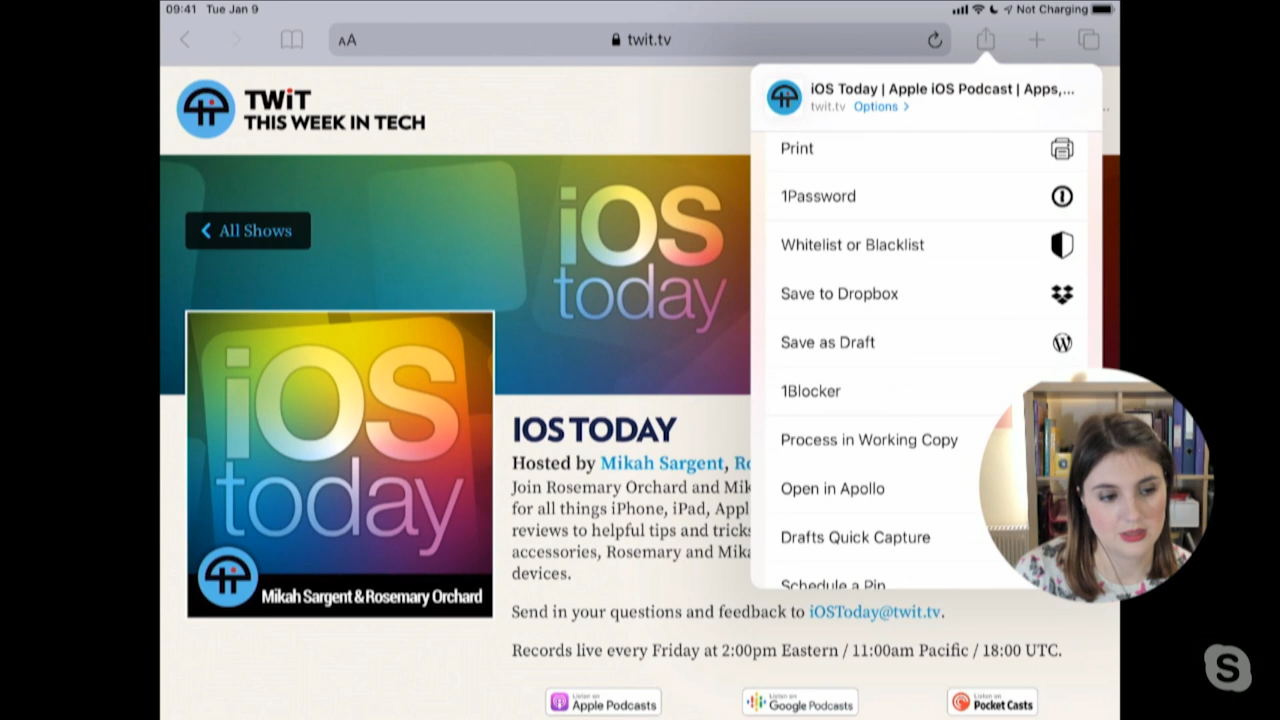 09:41 Tue Jan 9
Not Charging
AA
twit.tv
TWiT
THIS WEEK IN TECH
iOS Today | Apple iOS Podcast | Apps,...
twit.tv Options >
Print
1Password
Whitelist or Blacklist
Save to Dropbox
Save as Draft
1Blocker
Process in Working Copy
Open in Apollo
Drafts Quick Capture
Schedule a Pin
All Shows
iOS
today
iOS
today
Mikah Sargent & Rosemary Orchard
IOS TODAY
Hosted by Mikah Sargent, Ro
Join Rosemary Orchard and Mik
for all things iPhone, iPad, Appl
reviews to helpful tips and tricks
accessories, Rosemary and Mika
devices.
Send in your questions and feedback to iOSToday@twit.tv.
Records live every Friday at 2:00pm Eastern / 11:00am Pacific / 18:00 UTC.
Listen on
Apple Podcasts
Listen on
Google Podcasts
Listen on
Pocket Casts
S